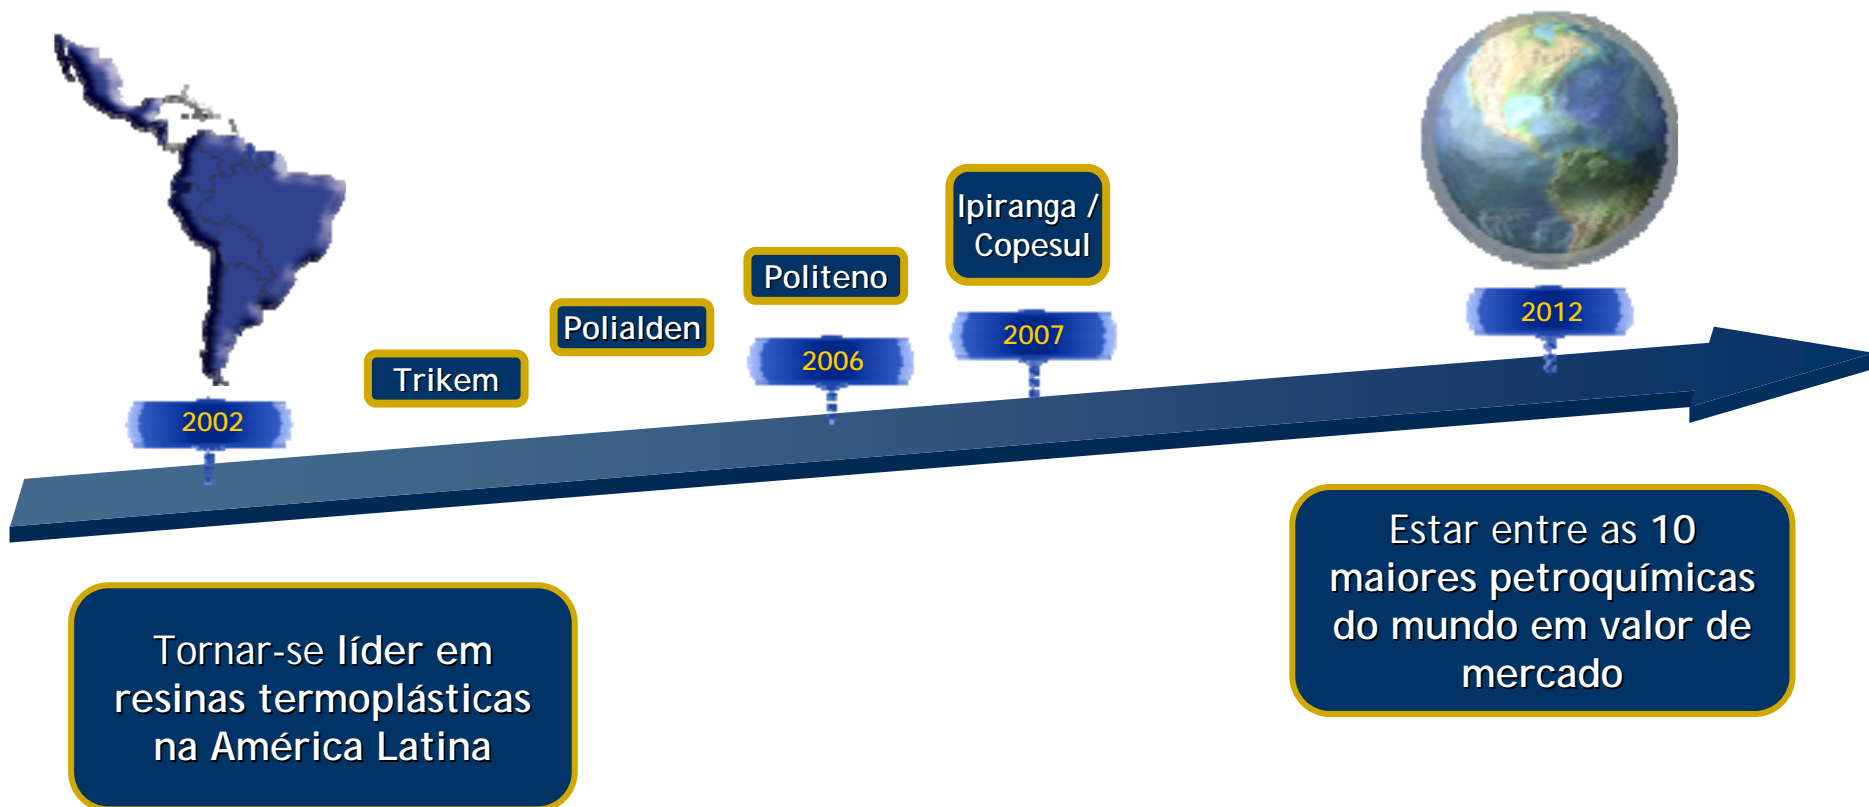 2002
Trikem
Polialden
Politeno
2006
Ipiranga /
Copesul
2007
2012
Tornar-se líder em
resinas termoplásticas
na América Latina
Estar entre as 10
maiores petroquímicas
do mundo em valor de
mercado